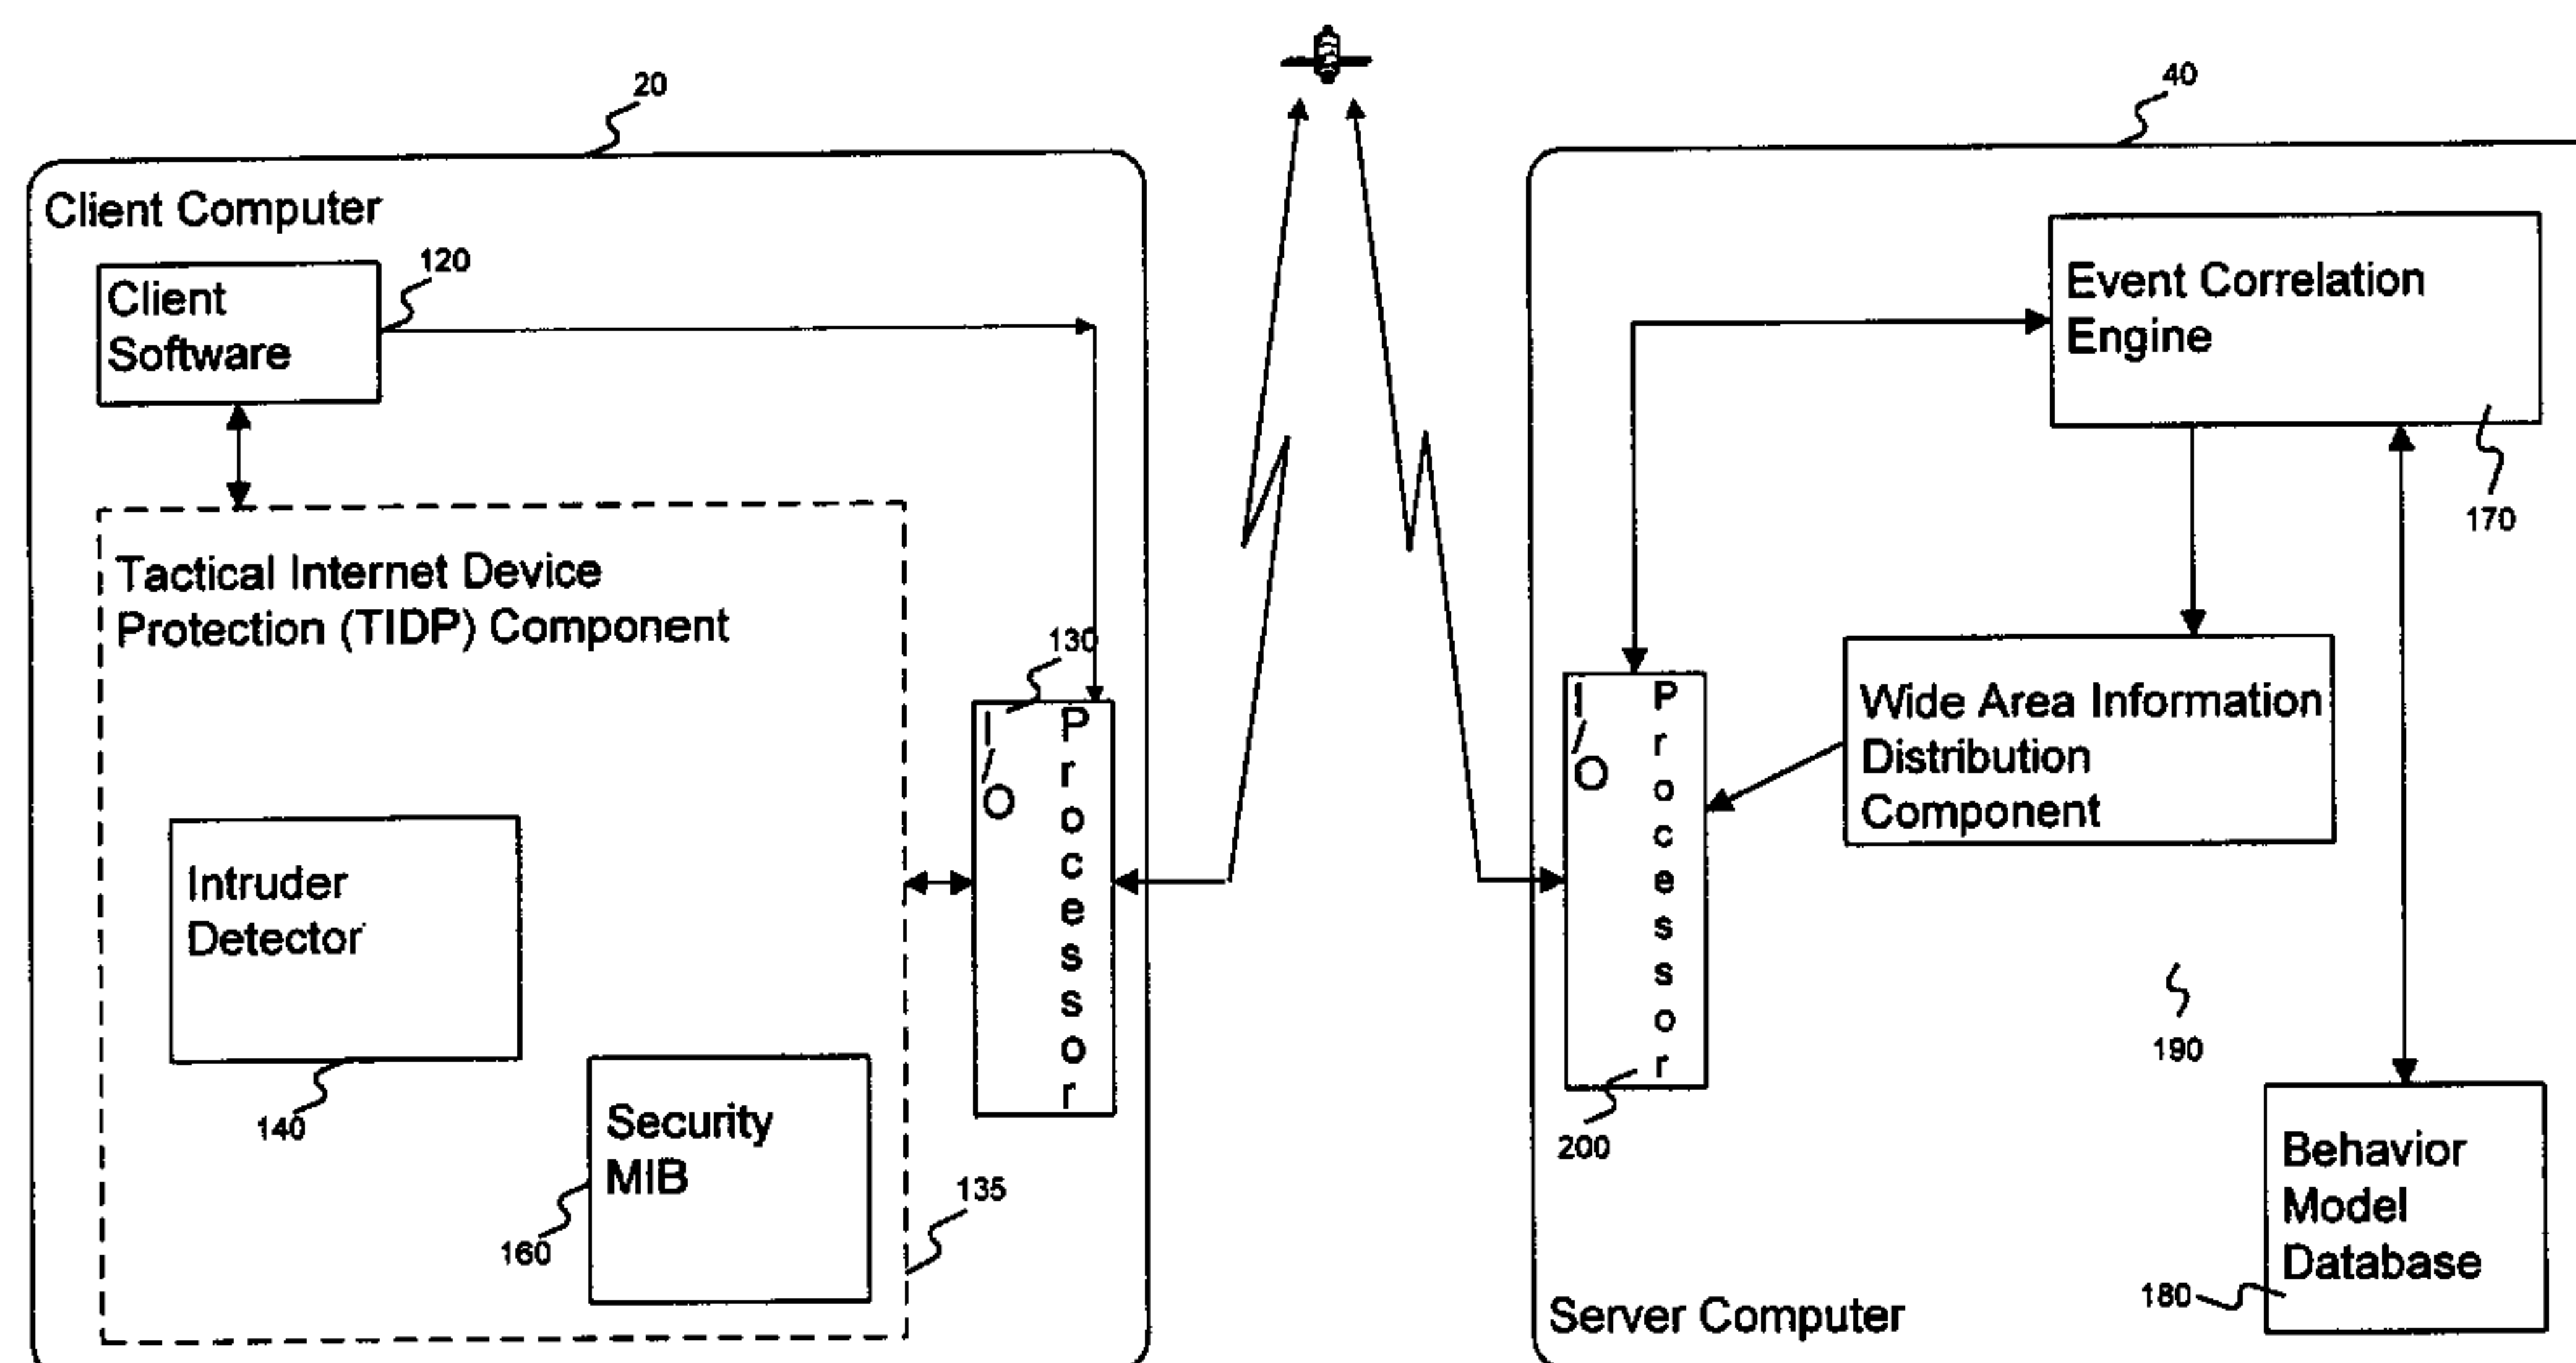 20
40
Client Computer
120
Client
Software
Event Correlation
Engine
170
Tactical Internet Device
Protection (TIDP) Component
130
I/O
Processor
I/O
Processor
Wide Area Information
Distribution
Component
Intruder
Detector
140
Security
MIB
160
135
200
190
Behavior
Model
Database
180
Server Computer